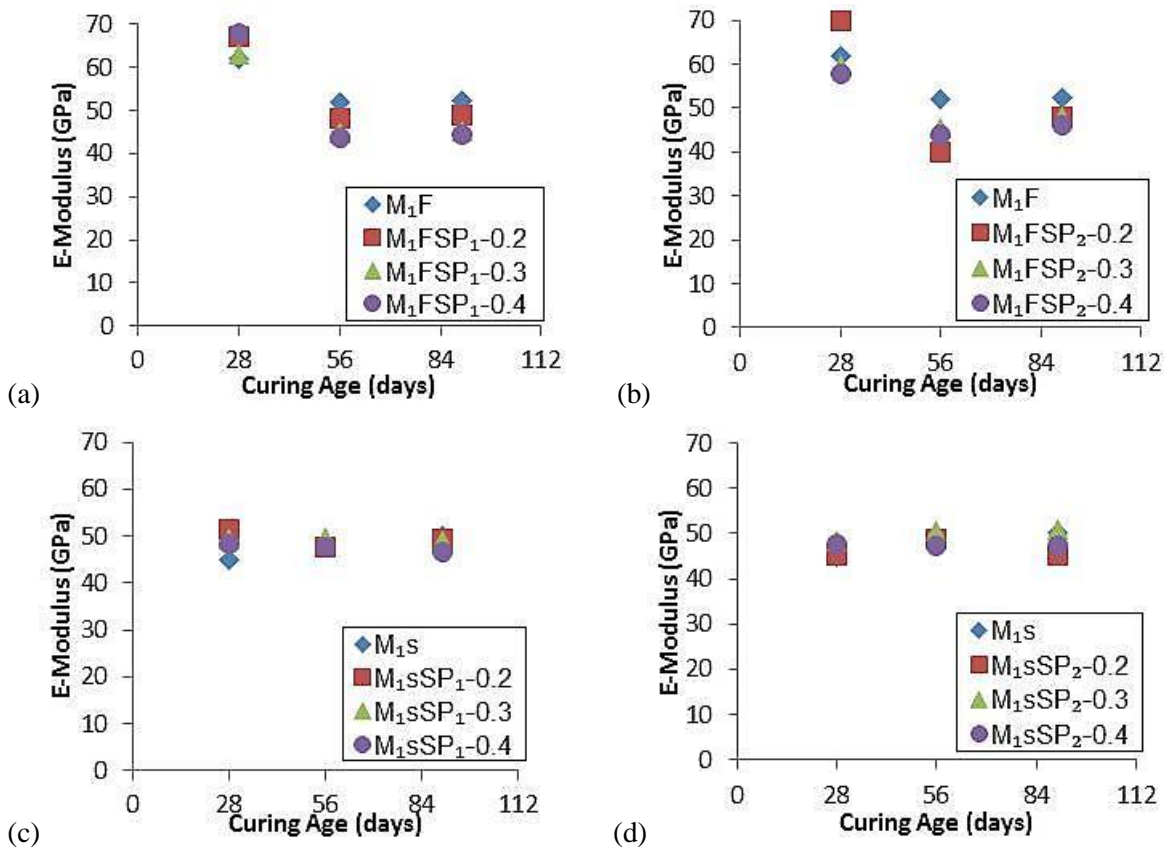 70
60
50
40
30
20
10
0
E-Modulus (GPa)
M₁F
M₁FSP₁-0.2
M₁FSP₁-0.3
M₁FSP₁-0.4
0 28 56 84 112
Curing Age (days)
(a)
70
60
50
40
30
20
10
0
E-Modulus (GPa)
M₁F
M₁FSP₂-0.2
M₁FSP₂-0.3
M₁FSP₂-0.4
0 28 56 84 112
Curing Age (days)
(b)
70
60
50
40
30
20
10
0
E-Modulus (GPa)
M₁s
M₁sSP₁-0.2
M₁sSP₁-0.3
M₁sSP₁-0.4
0 28 56 84 112
Curing Age (days)
(c)
70
60
50
40
30
20
10
0
E-Modulus (GPa)
M₁s
M₁sSP₂-0.2
M₁sSP₂-0.3
M₁sSP₂-0.4
0 28 56 84 112
Curing Age (days)
(d)